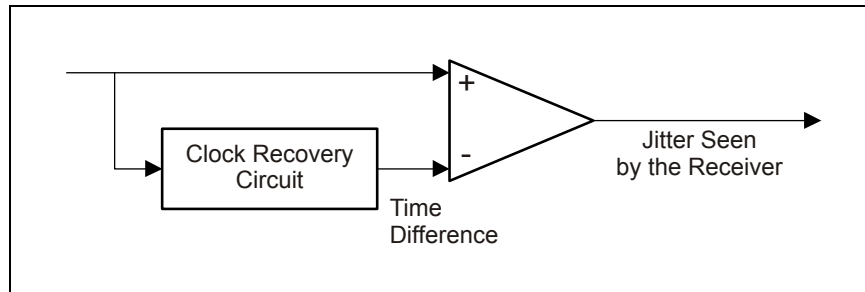 +
Clock Recovery
Circuit
-
Time
Difference
Jitter Seen
by the Receiver